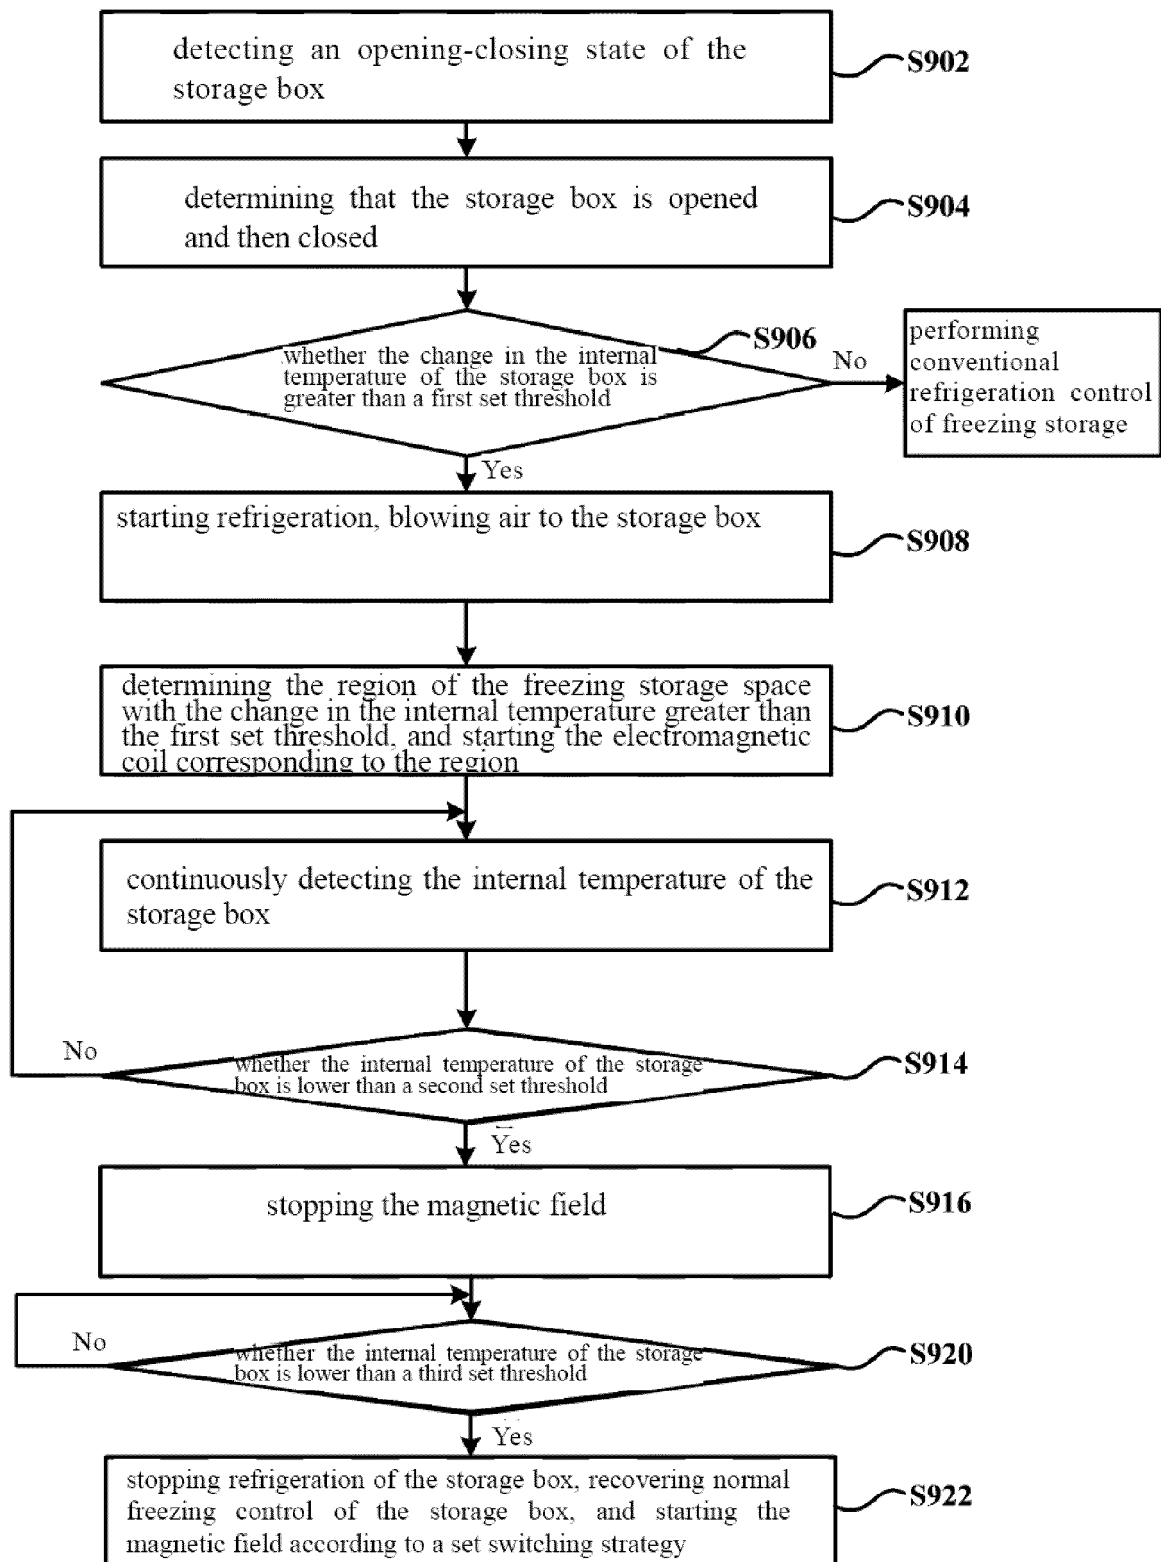 detecting an opening-closing state of the
storage box
S902
determining that the storage box is opened
and then closed
S904
whether the change in the internal
temperature of the storage box is
greater than a first set threshold
S906
No
performing
conventional
refrigeration control
of freezing storage
Yes
starting refrigeration, blowing air to the storage box
S908
determining the region of the freezing storage space
with the change in the internal temperature greater than
the first set threshold, and starting the electromagnetic
coil corresponding to the region
S910
continuously detecting the internal temperature of the
storage box
S912
No
whether the internal temperature of the storage
box is lower than a second set threshold
S914
Yes
stopping the magnetic field
S916
No
whether the internal temperature of the storage
box is lower than a third set threshold
S920
Yes
stopping refrigeration of the storage box, recovering normal
freezing control of the storage box, and starting the
magnetic field according to a set switching strategy
S922